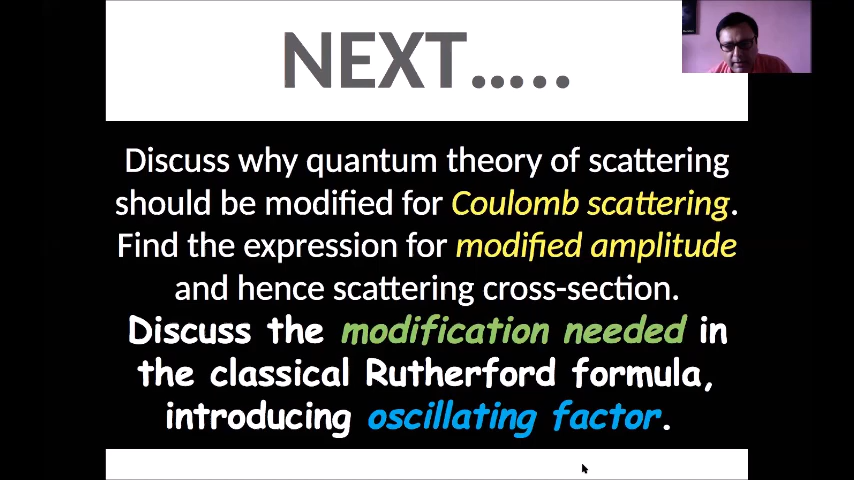 NEXT…..
Discuss why quantum theory of scattering
should be modified for Coulomb scattering.
Find the expression for modified amplitude
and hence scattering cross-section.
Discuss the modification needed in
the classical Rutherford formula,
introducing oscillating factor.